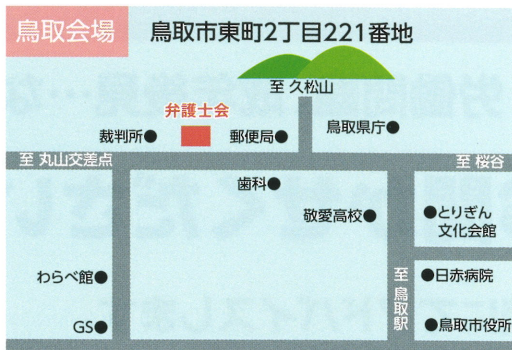 鳥取会場
鳥取市東町2丁目221番地
至 久松山
弁護士会
裁判所
郵便局
鳥取県庁
至 丸山交差点
至 桜谷
歯科
敬愛高校
とりぎん
文化会館
わらべ館
至 鳥取駅
日赤病院
GS
鳥取市役所